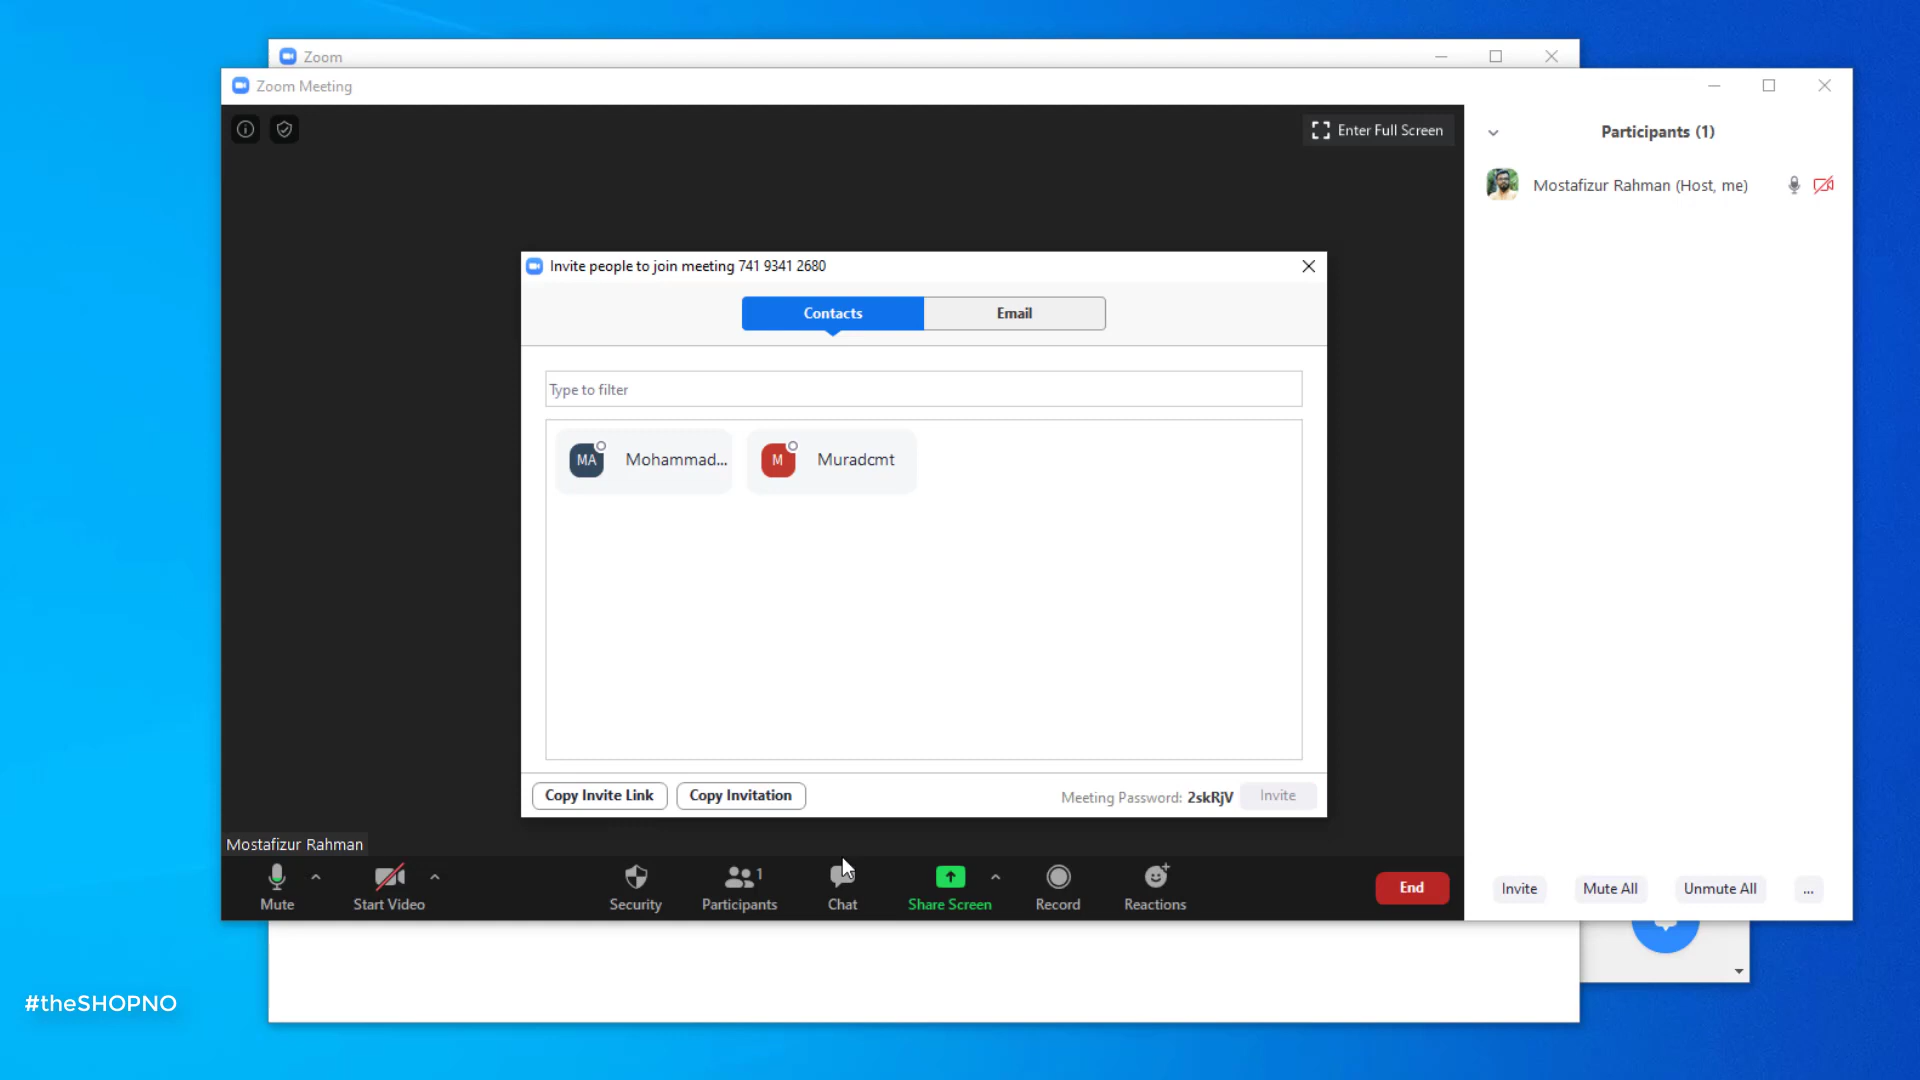 Zoom
Zoom Meeting
Enter Full Screen
Participants (1)
Mostafizur Rahman (Host, me)
Invite people to join meeting 741 9341 2680
Contacts
Email
Type to filter
MA
Mohammad...
M
Muradcmt
Copy Invite Link
Copy Invitation
Meeting Password: 2skRjV
Invite
Mostafizur Rahman
1
Mute
Start Video
Security
Participants
Chat
Share Screen
Record
Reactions
End
Invite
Mute All
Unmute All
...
#theSHOPNO